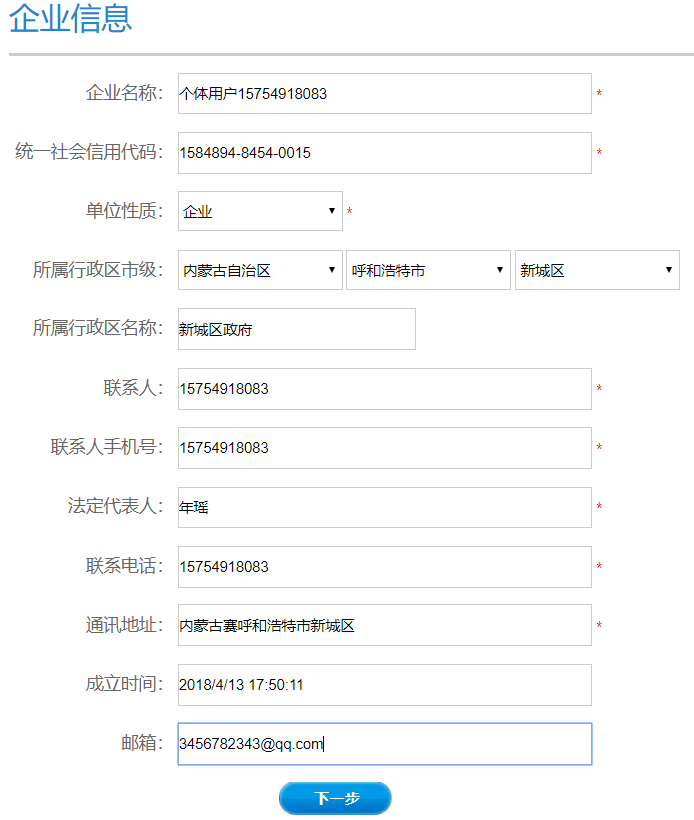 企业信息
企业名称： 个体用户15754918083 *
统一社会信用代码： 1584894-8454-0015 *
单位性质： 企业 *
所属行政区市级： 内蒙古自治区 呼和浩特市 新城区
所属行政区名称： 新城区政府
联系人： 15754918083 *
联系人手机号： 15754918083 *
法定代表人： 年瑶 *
联系电话： 15754918083 *
通讯地址： 内蒙古赛呼和浩特市新城区 *
成立时间： 2018/4/13 17:50:11
邮箱： 3456782343@qq.com
下一步